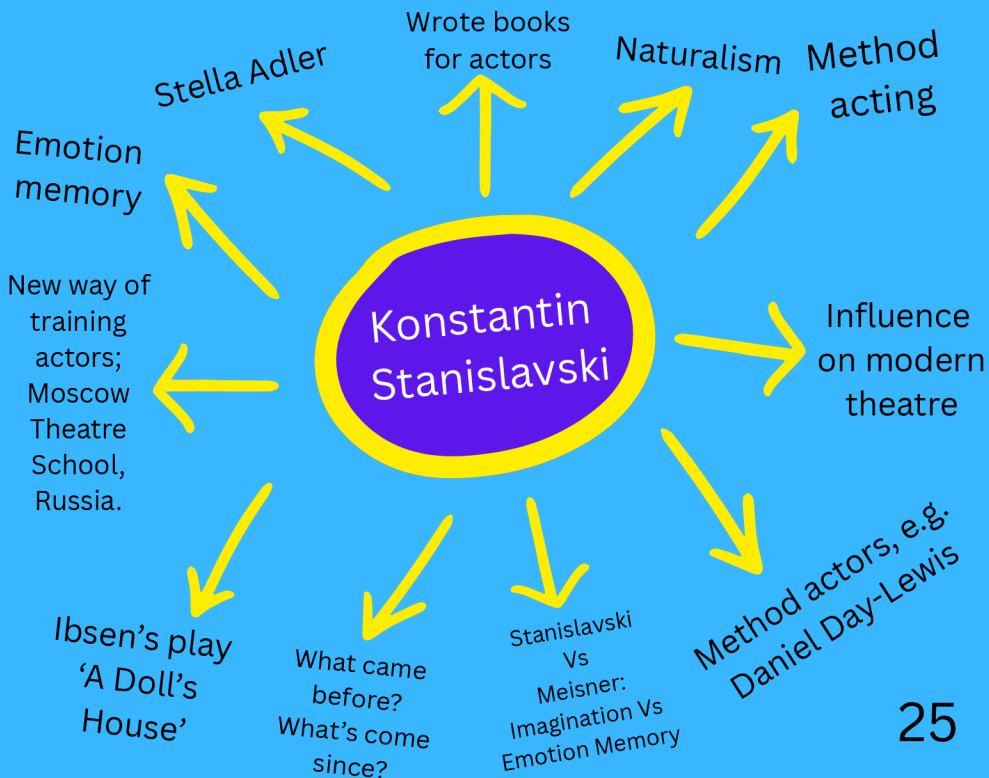 Wrote books
for actors
Naturalism
Method
acting
Stella Adler
Emotion
memory
New way of
training
actors;
Moscow
Theatre
School,
Russia.
Konstantin
Stanislavski
Influence
on modern
theatre
Ibsen’s play
‘A Doll’s
House’
What came
before?
What’s come
since?
Stanislavski
Vs
Meisner:
Imagination Vs
Emotion Memory
Method actors, e.g.
Daniel Day-Lewis
25